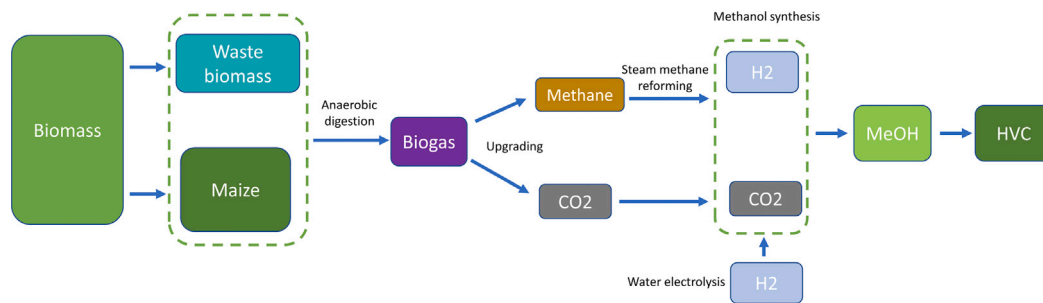 Biomass
Waste
biomass
Maize
Anaerobic
digestion
Biogas
Upgrading
Methane
CO2
Steam methane
reforming
Methanol synthesis
H2
CO2
Water electrolysis
H2
MeOH
HVC